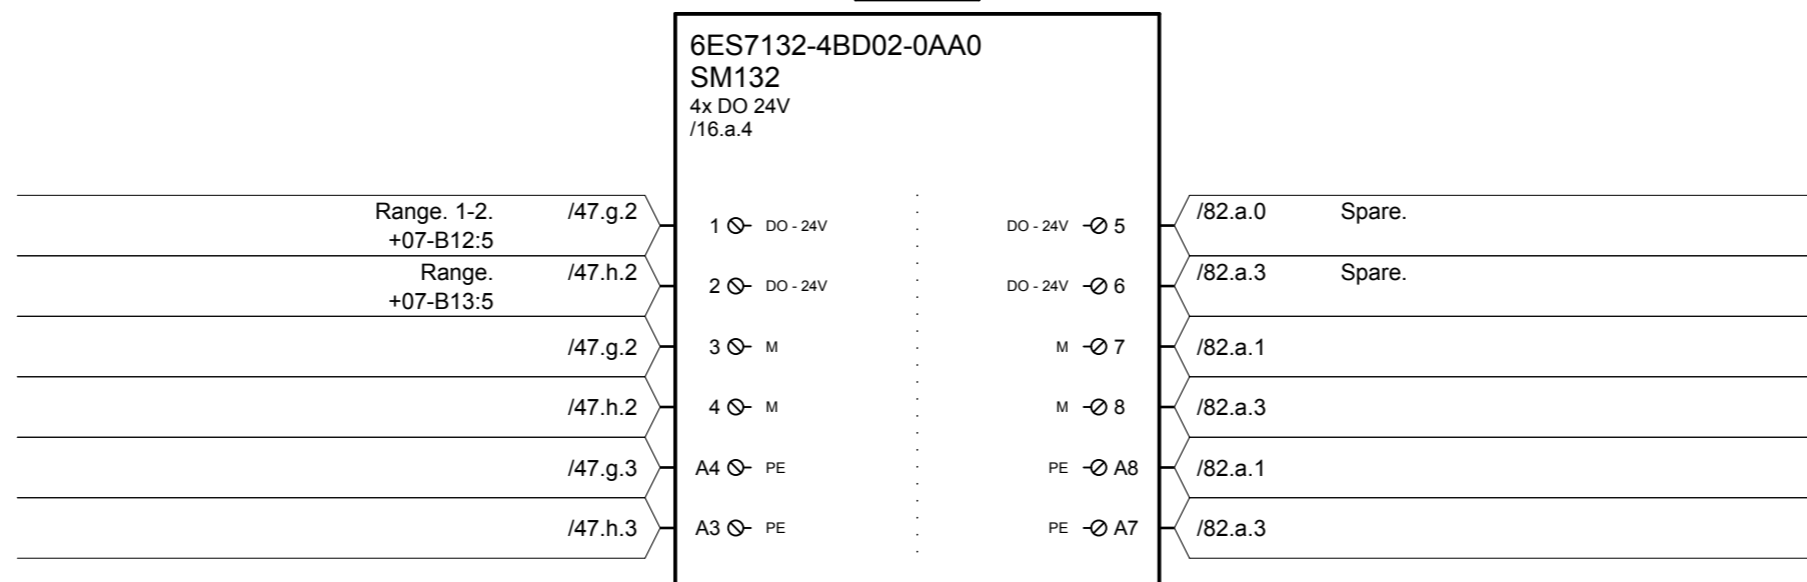 6ES7132-4BD02-0AA0
SM132
4x DO 24V
/16.a.4
Range. 1-2. /47.g.2 1 DO - 24V DO - 24V 5 /82.a.0 Spare.
+07-B12:5
Range. /47.h.2 2 DO - 24V DO - 24V 6 /82.a.3 Spare.
+07-B13:5
/47.g.2 3 M M 7 /82.a.1
/47.h.2 4 M M 8 /82.a.3
/47.g.3 A4 PE PE A8 /82.a.1
/47.h.3 A3 PE PE A7 /82.a.3